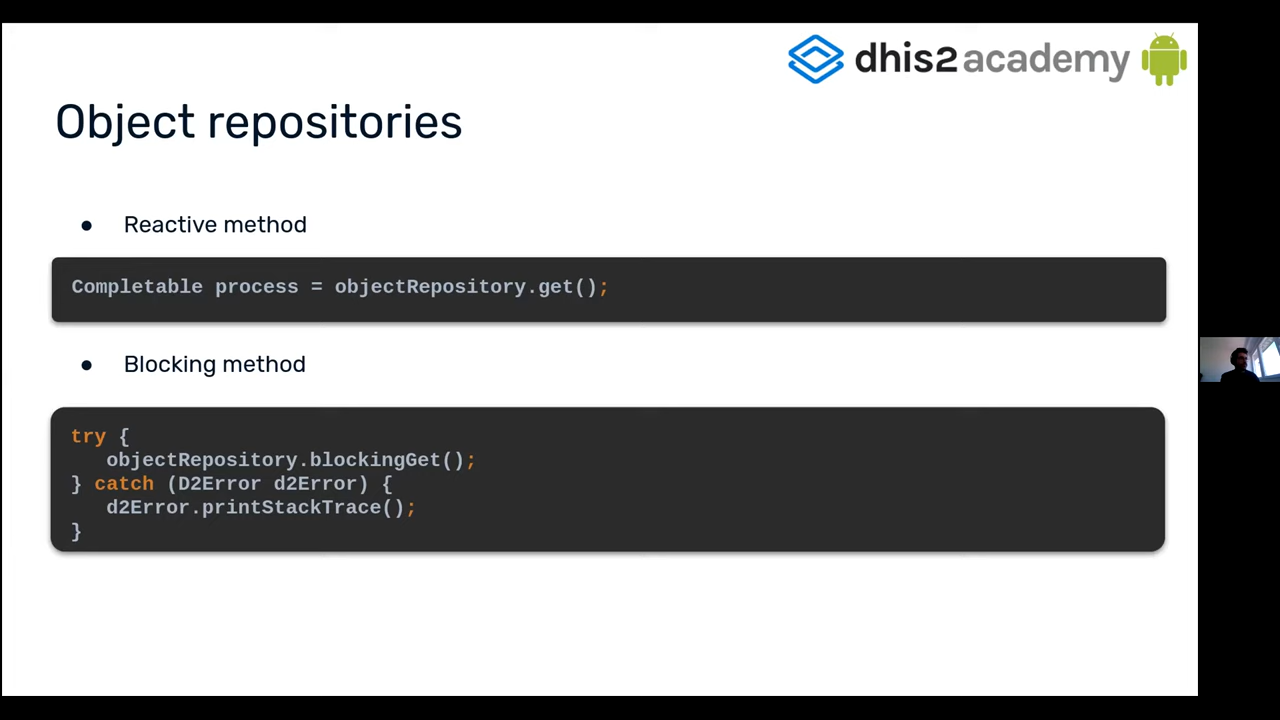 dhis2 academy
Object repositories
● Reactive method
Completable process = objectRepository.get();
● Blocking method
try {
   objectRepository.blockingGet();
} catch (D2Error d2Error) {
   d2Error.printStackTrace();
}